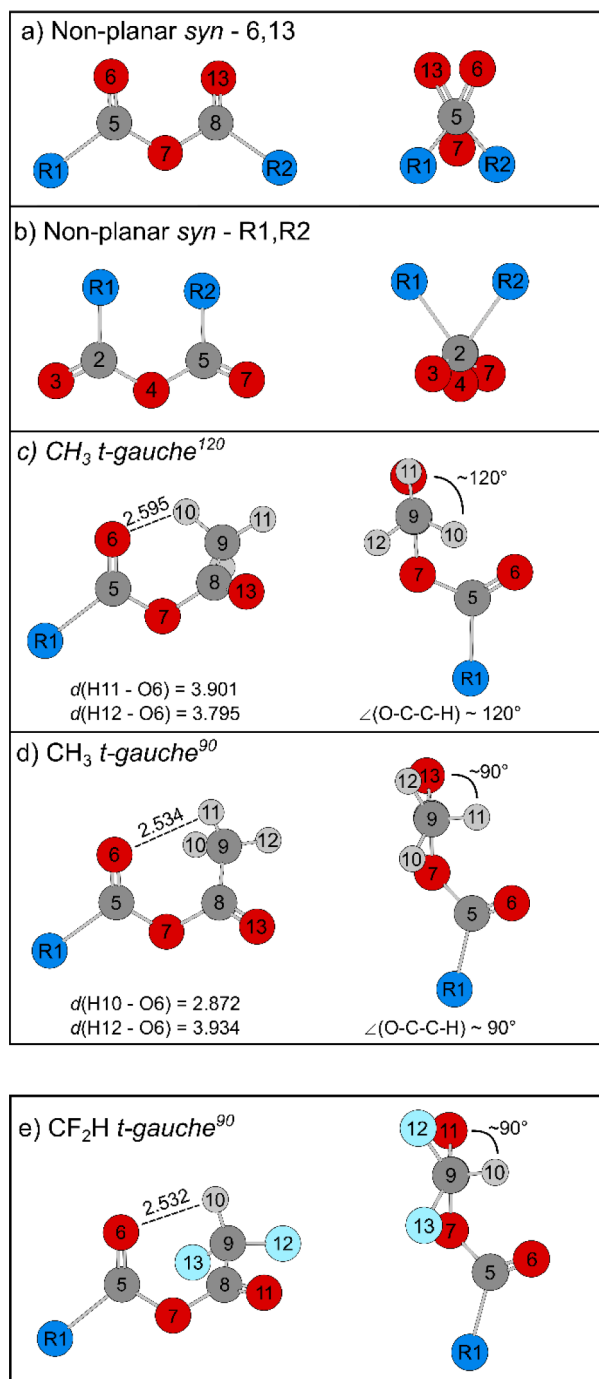 a) Non-planar syn - 6,13
6 13 13 6
5 8 5
R1 7 R2 R1 7 R2
b) Non-planar syn - R1,R2
R1 R2 R1 R2
2 5 2
3 4 7 3 4 7
c) CH3 t-gauche120
2.595 10 11 11 ~120°
6 9 9 12 10
5 8 13 7 6
R1 7 5
R1
d(H11 - O6) = 3.901
d(H12 - O6) = 3.795 ∠(O-C-C-H) ~ 120°
d) CH3 t-gauche90
2.534 11 12 13 ~90°
6 10 9 12 9 11
10 7
5 8 5 6
R1 7 13
R1
d(H10 - O6) = 2.872
d(H12 - O6) = 3.934 ∠(O-C-C-H) ~ 90°
e) CF2H t-gauche90
12 11 ~90°
2.532 10 9 10
6 9 12 13 7
13
5 8 11 5 6
R1 7 R1